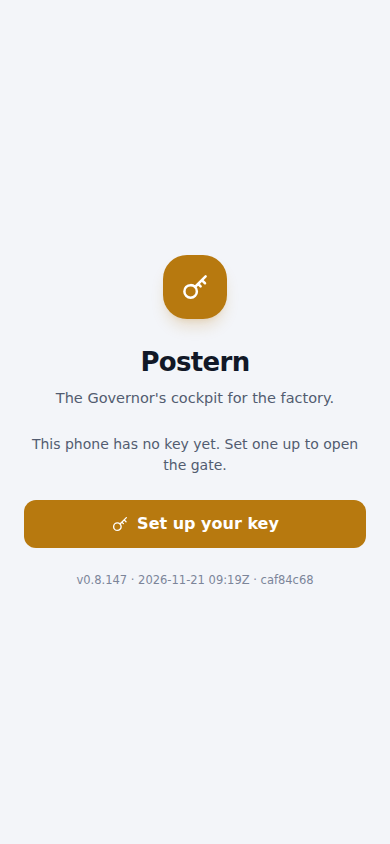 Postern
The Governor's cockpit for the factory.
This phone has no key yet. Set one up to open
the gate.
Set up your key
v0.8.147 · 2026-11-21 09:19Z · caf84c68